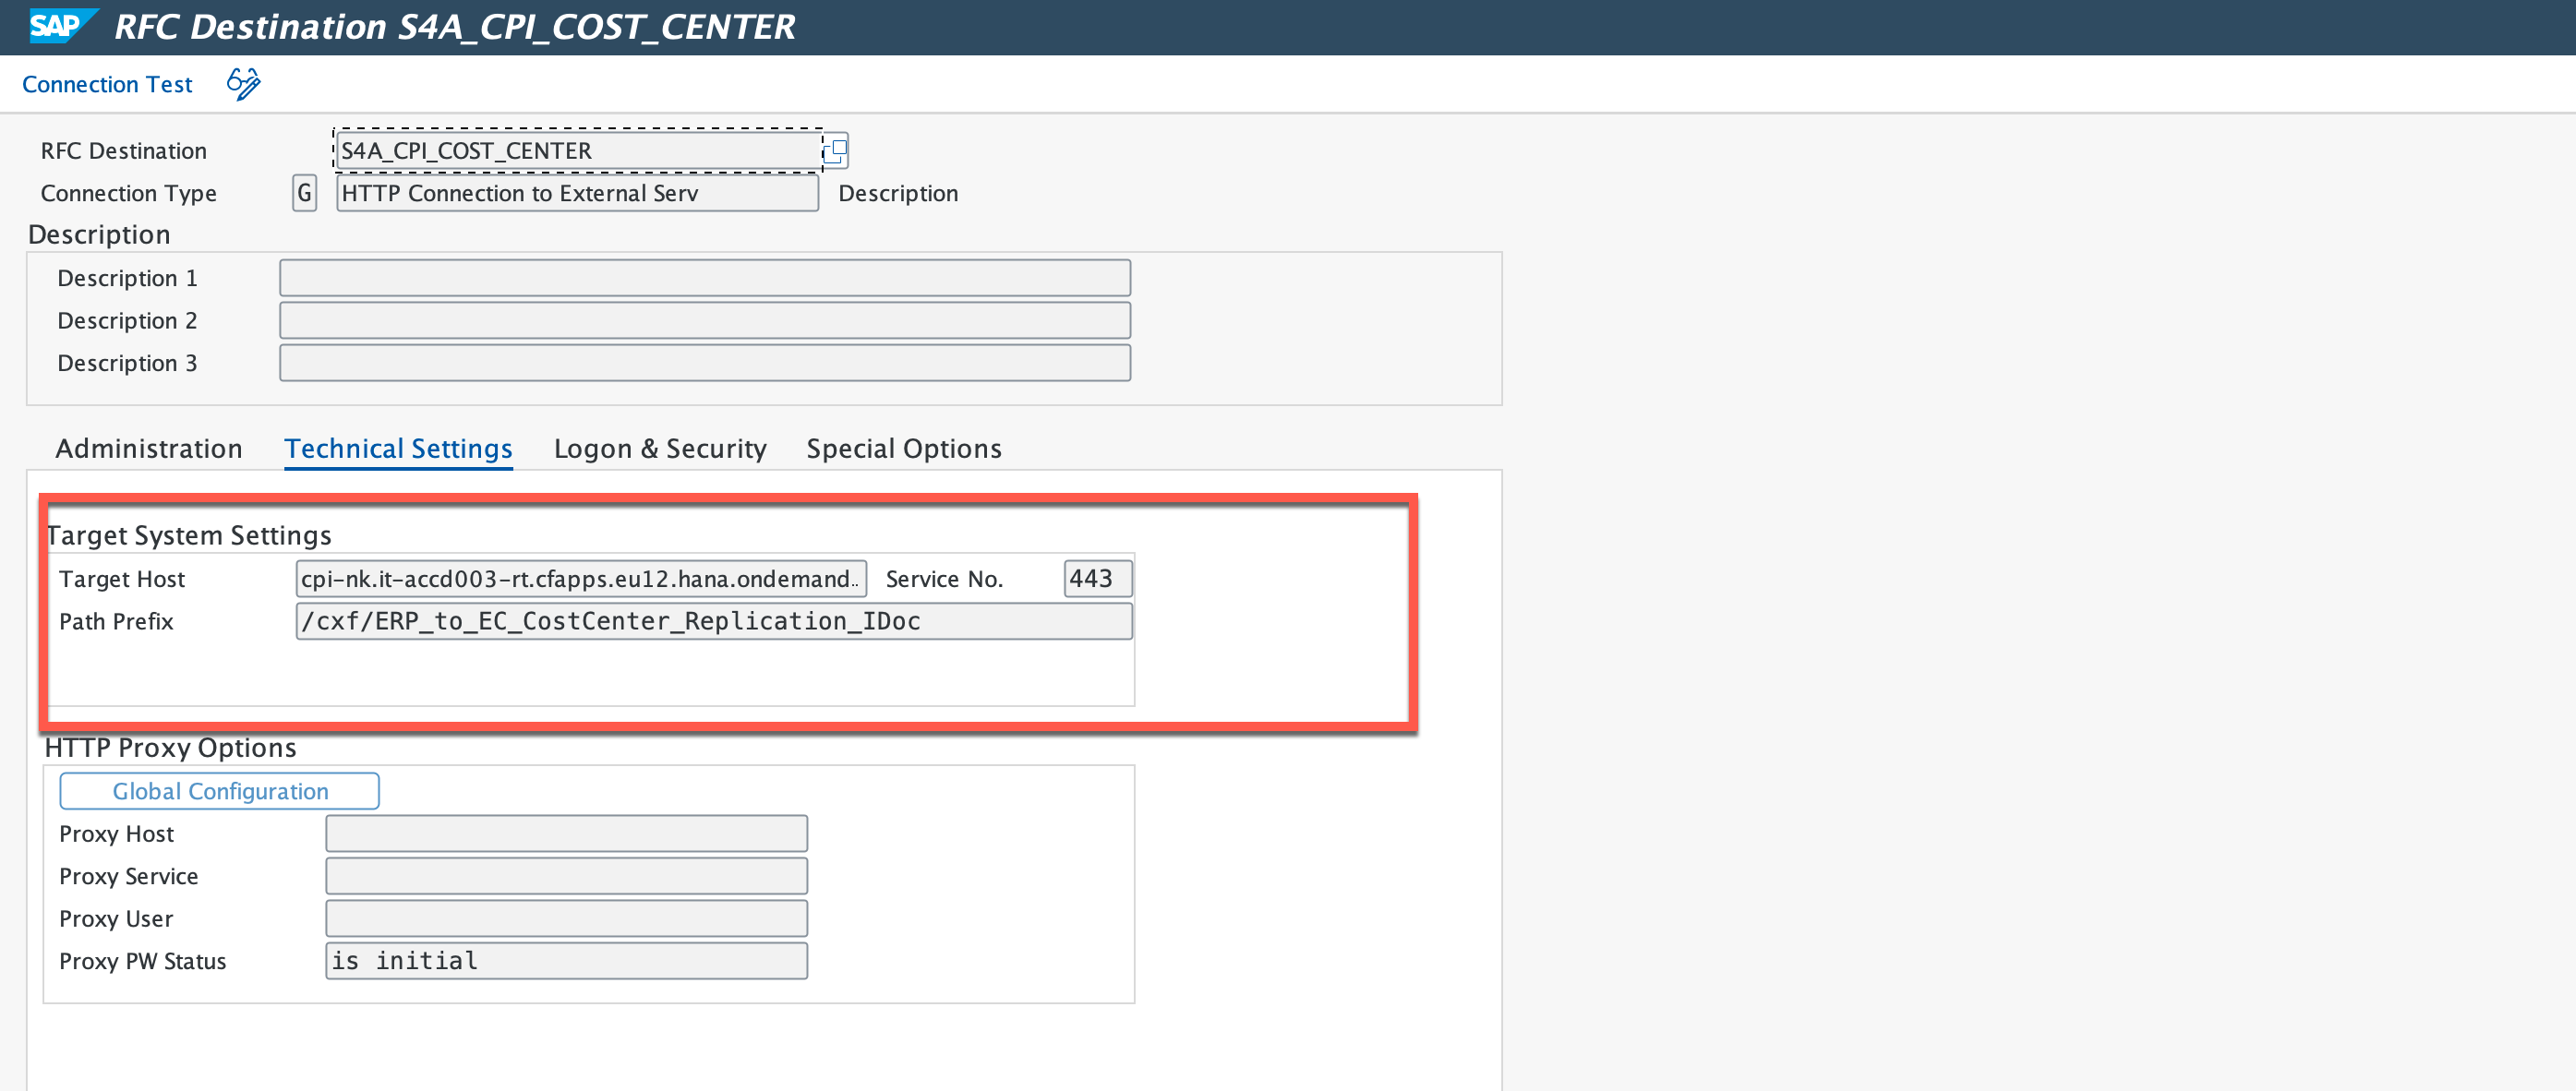 SAP RFC Destination S4A_CPI_COST_CENTER
Connection Test
RFC Destination S4A_CPI_COST_CENTER
Connection Type G HTTP Connection to External Serv Description
Description
Description 1
Description 2
Description 3
Administration Technical Settings Logon & Security Special Options
Target System Settings
Target Host cpi-nk.it-accd003-rt.cfapps.eu12.hana.ondemand.. Service No. 443
Path Prefix /cxf/ERP_to_EC_CostCenter_Replication_IDoc
HTTP Proxy Options
Global Configuration
Proxy Host
Proxy Service
Proxy User
Proxy PW Status is initial